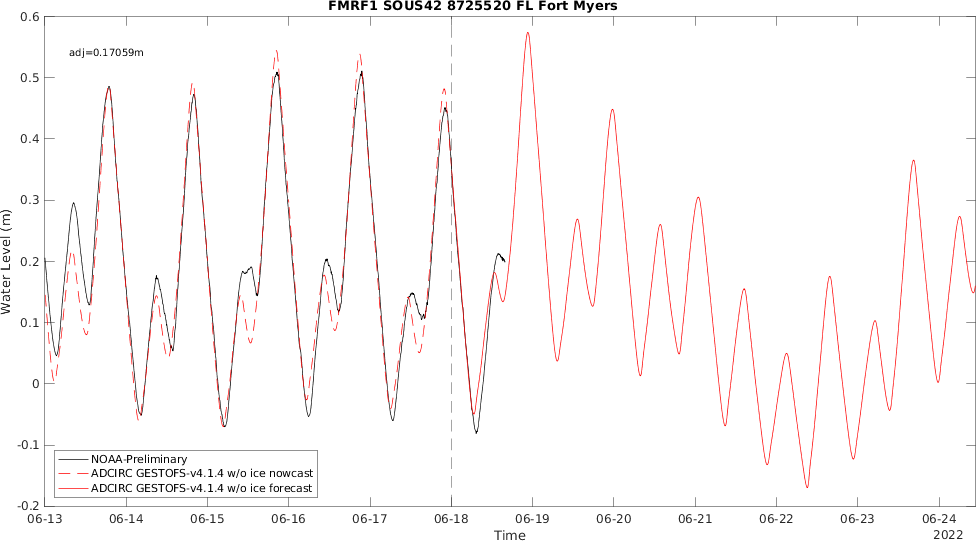 FMRF1 SOUS42 8725520 FL Fort Myers
adj=0.17059m
Water Level (m)
0.6
0.5
0.4
0.3
0.2
0.1
0
-0.1
-0.2
NOAA-Preliminary
ADCIRC GESTOFS-v4.1.4 w/o ice nowcast
ADCIRC GESTOFS-v4.1.4 w/o ice forecast
06-13 06-14 06-15 06-16 06-17 06-18 06-19 06-20 06-21 06-22 06-23 06-24
Time
2022